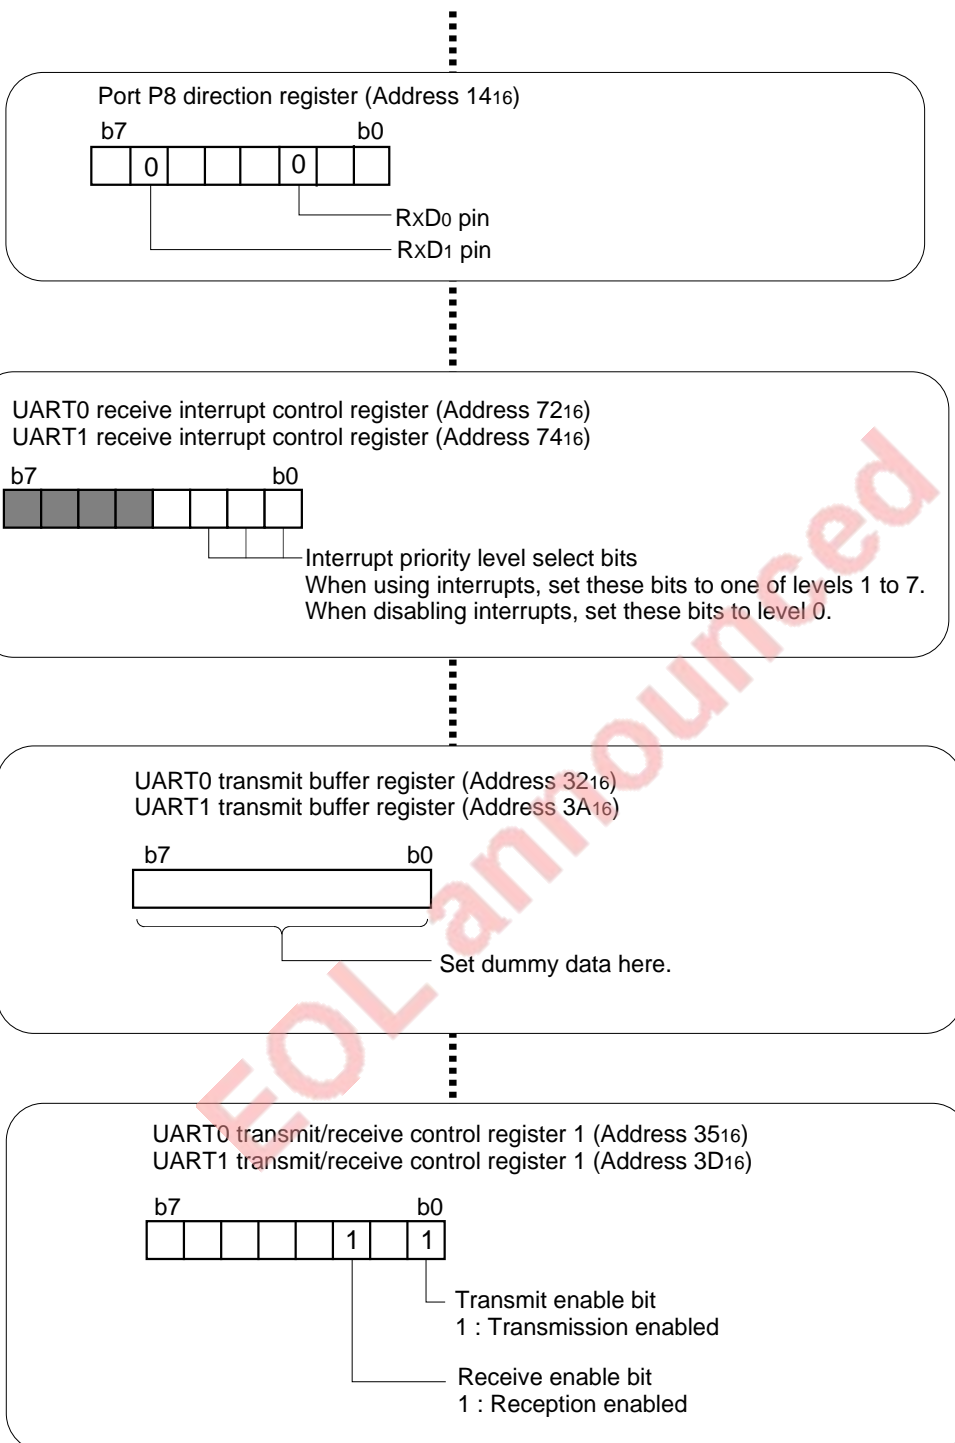 Port P8 direction register (Address 1416)
b7 b0
0 0
RXD0 pin
RXD1 pin
UART0 receive interrupt control register (Address 7216)
UART1 receive interrupt control register (Address 7416)
b7 b0
Interrupt priority level select bits
When using interrupts, set these bits to one of levels 1 to 7.
When disabling interrupts, set these bits to level 0.
UART0 transmit buffer register (Address 3216)
UART1 transmit buffer register (Address 3A16)
b7 b0
Set dummy data here.
UART0 transmit/receive control register 1 (Address 3516)
UART1 transmit/receive control register 1 (Address 3D16)
b7 b0
1 1
Transmit enable bit
1 : Transmission enabled
Receive enable bit
1 : Reception enabled
EOL announced